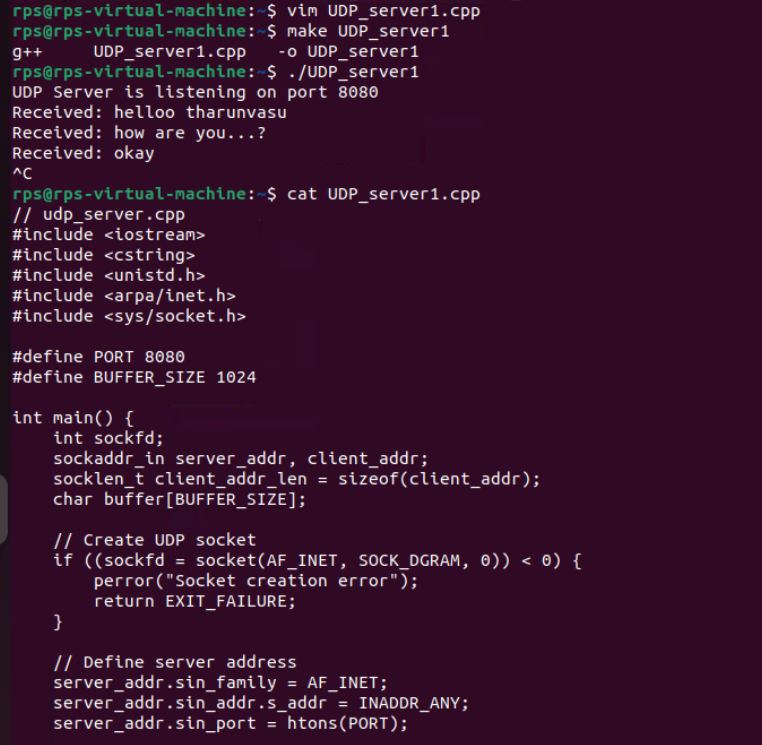 rps@rps-virtual-machine:~$ vim UDP_server1.cpp
rps@rps-virtual-machine:~$ make UDP_server1
g++     UDP_server1.cpp   -o UDP_server1
rps@rps-virtual-machine:~$ ./UDP_server1
UDP Server is listening on port 8080
Received: helloo tharunvasu
Received: how are you...?
Received: okay
^C
rps@rps-virtual-machine:~$ cat UDP_server1.cpp
// udp_server.cpp
#include <iostream>
#include <cstring>
#include <unistd.h>
#include <arpa/inet.h>
#include <sys/socket.h>

#define PORT 8080
#define BUFFER_SIZE 1024

int main() {
    int sockfd;
    sockaddr_in server_addr, client_addr;
    socklen_t client_addr_len = sizeof(client_addr);
    char buffer[BUFFER_SIZE];

    // Create UDP socket
    if ((sockfd = socket(AF_INET, SOCK_DGRAM, 0)) < 0) {
        perror("Socket creation error");
        return EXIT_FAILURE;
    }

    // Define server address
    server_addr.sin_family = AF_INET;
    server_addr.sin_addr.s_addr = INADDR_ANY;
    server_addr.sin_port = htons(PORT);